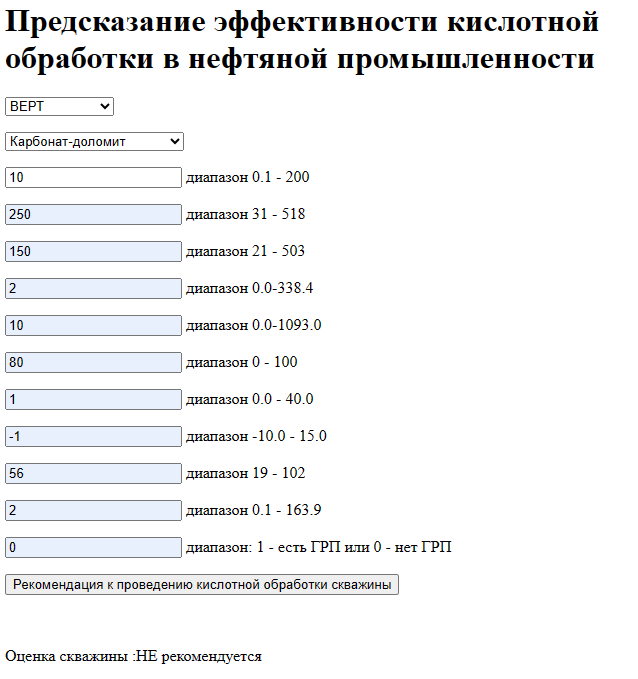 Предсказание эффективности кислотной
обработки в нефтяной промышленности
ВЕРТ
Карбонат-доломит
10 диапазон 0.1 - 200
250 диапазон 31 - 518
150 диапазон 21 - 503
2 диапазон 0.0-338.4
10 диапазон 0.0-1093.0
80 диапазон 0 - 100
1 диапазон 0.0 - 40.0
-1 диапазон -10.0 - 15.0
56 диапазон 19 - 102
2 диапазон 0.1 - 163.9
0 диапазон: 1 - есть ГРП или 0 - нет ГРП
Рекомендация к проведению кислотной обработки скважины
Оценка скважины :НЕ рекомендуется